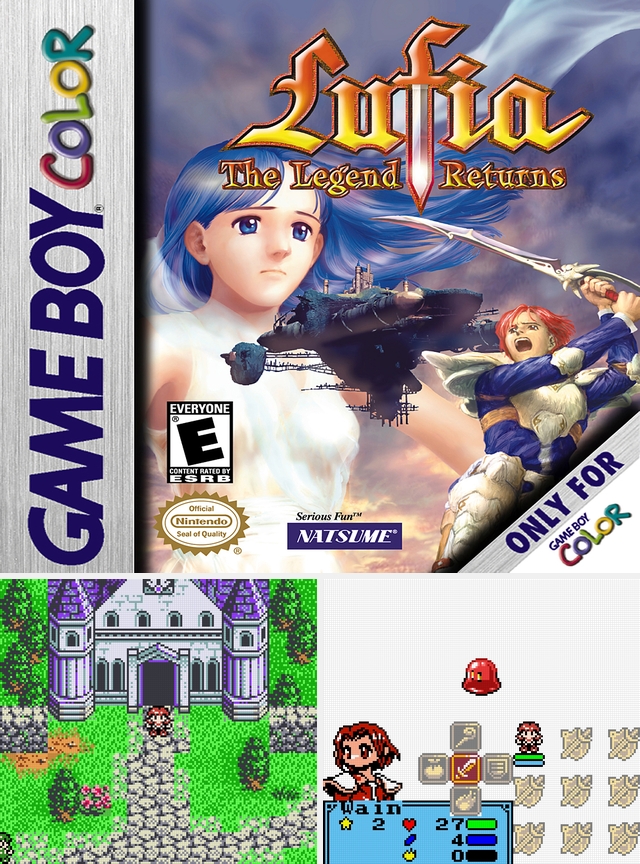 GAME BOY COLOR
Lufia
The Legend Returns
EVERYONE
E
CONTENT RATED BY
ESRB
Official
Nintendo
Seal of Quality
Serious Fun™
NATSUME®
ONLY FOR
GAME BOY
COLOR
Wain
2 27
4
0